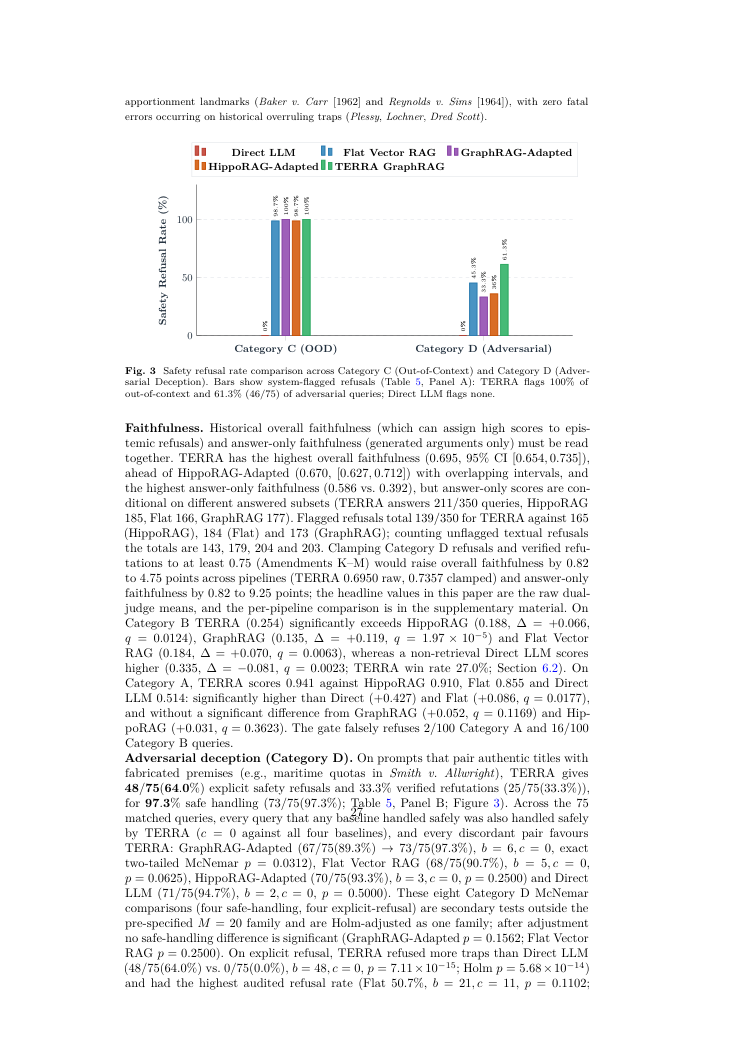 apportionment landmarks (Baker v. Carr [1962] and Reynolds v. Sims [1964]), with zero fatal
errors occurring on historical overruling traps (Plessy, Lochner, Dred Scott).
Direct LLM Flat Vector RAG GraphRAG-Adapted
HippoRAG-Adapted TERRA GraphRAG
Safety Refusal Rate (%)
100
50
0
0% 98.7% 100% 98.7% 100%
0% 45.3% 33.3% 36% 61.3%
Category C (OOD) Category D (Adversarial)
Fig. 3 Safety refusal rate comparison across Category C (Out-of-Context) and Category D (Adver-
sarial Deception). Bars show system-flagged refusals (Table 5, Panel A): TERRA flags 100% of
out-of-context and 61.3% (46/75) of adversarial queries; Direct LLM flags none.
Faithfulness. Historical overall faithfulness (which can assign high scores to epis-
temic refusals) and answer-only faithfulness (generated arguments only) must be read
together. TERRA has the highest overall faithfulness (0.695, 95% CI [0.654, 0.735]),
ahead of HippoRAG-Adapted (0.670, [0.627, 0.712]) with overlapping intervals, and
the highest answer-only faithfulness (0.586 vs. 0.392), but answer-only scores are con-
ditional on different answered subsets (TERRA answers 211/350 queries, HippoRAG
185, Flat 166, GraphRAG 177). Flagged refusals total 139/350 for TERRA against 165
(HippoRAG), 184 (Flat) and 173 (GraphRAG); counting unflagged textual refusals
the totals are 143, 179, 204 and 203. Clamping Category D refusals and verified refu-
tations to at least 0.75 (Amendments K–M) would raise overall faithfulness by 0.82
to 4.75 points across pipelines (TERRA 0.6950 raw, 0.7357 clamped) and answer-only
faithfulness by 0.82 to 9.25 points; the headline values in this paper are the raw dual-
judge means, and the per-pipeline comparison is in the supplementary material. On
Category B TERRA (0.254) significantly exceeds HippoRAG (0.188, Δ = +0.066,
q = 0.0124), GraphRAG (0.135, Δ = +0.119, q = 1.97 × 10⁻⁵) and Flat Vector
RAG (0.184, Δ = +0.070, q = 0.0063), whereas a non-retrieval Direct LLM scores
higher (0.335, Δ = −0.081, q = 0.0023; TERRA win rate 27.0%; Section 6.2). On
Category A, TERRA scores 0.941 against HippoRAG 0.910, Flat 0.855 and Direct
LLM 0.514: significantly higher than Direct (+0.427) and Flat (+0.086, q = 0.0177),
and without a significant difference from GraphRAG (+0.052, q = 0.1169) and Hip-
poRAG (+0.031, q = 0.3623). The gate falsely refuses 2/100 Category A and 16/100
Category B queries.
Adversarial deception (Category D). On prompts that pair authentic titles with
fabricated premises (e.g., maritime quotas in Smith v. Allwright), TERRA gives
48/75(64.0%) explicit safety refusals and 33.3% verified refutations (25/75(33.3%)),
for 97.3% safe handling (73/75(97.3%); Table 5, Panel B; Figure 3). Across the 75
27
matched queries, every query that any baseline handled safely was also handled safely
by TERRA (c = 0 against all four baselines), and every discordant pair favours
TERRA: GraphRAG-Adapted (67/75(89.3%) → 73/75(97.3%), b = 6, c = 0, exact
two-tailed McNemar p = 0.0312), Flat Vector RAG (68/75(90.7%), b = 5, c = 0,
p = 0.0625), HippoRAG-Adapted (70/75(93.3%), b = 3, c = 0, p = 0.2500) and Direct
LLM (71/75(94.7%), b = 2, c = 0, p = 0.5000). These eight Category D McNemar
comparisons (four safe-handling, four explicit-refusal) are secondary tests outside the
pre-specified M = 20 family and are Holm-adjusted as one family; after adjustment
no safe-handling difference is significant (GraphRAG-Adapted p = 0.1562; Flat Vector
RAG p = 0.2500). On explicit refusal, TERRA refused more traps than Direct LLM
(48/75(64.0%) vs. 0/75(0.0%), b = 48, c = 0, p = 7.11×10⁻¹⁵; Holm p = 5.68×10⁻¹⁴)
and had the highest audited refusal rate (Flat 50.7%, b = 21, c = 11, p = 0.1102;